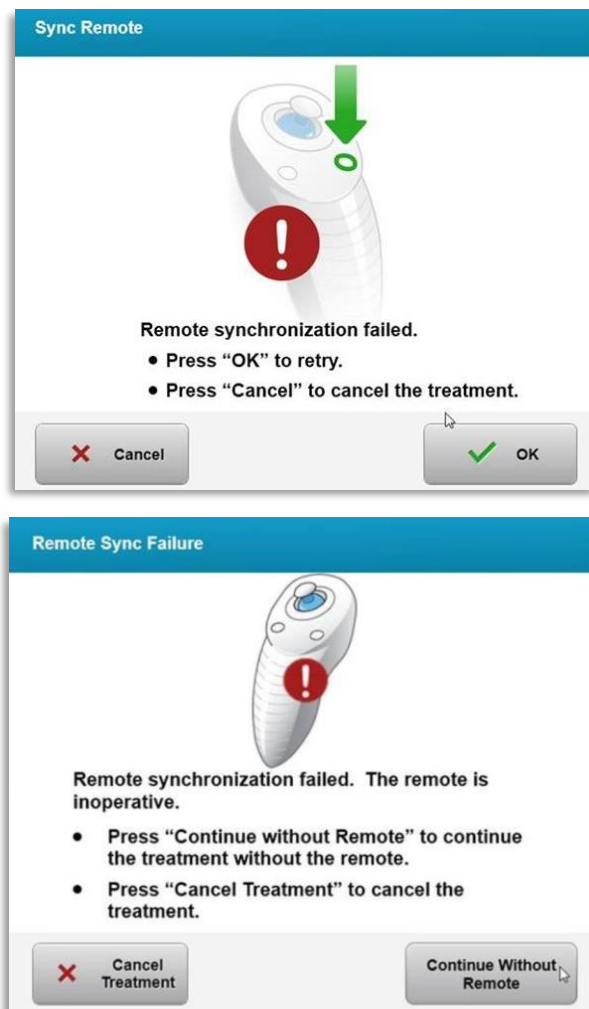 Sync Remote
Remote synchronization failed.
• Press “OK” to retry.
• Press “Cancel” to cancel the treatment.
Cancel
OK
Remote Sync Failure
Remote synchronization failed. The remote is
inoperative.
• Press “Continue without Remote” to continue
the treatment without the remote.
• Press “Cancel Treatment” to cancel the
treatment.
Cancel
Treatment
Continue Without
Remote